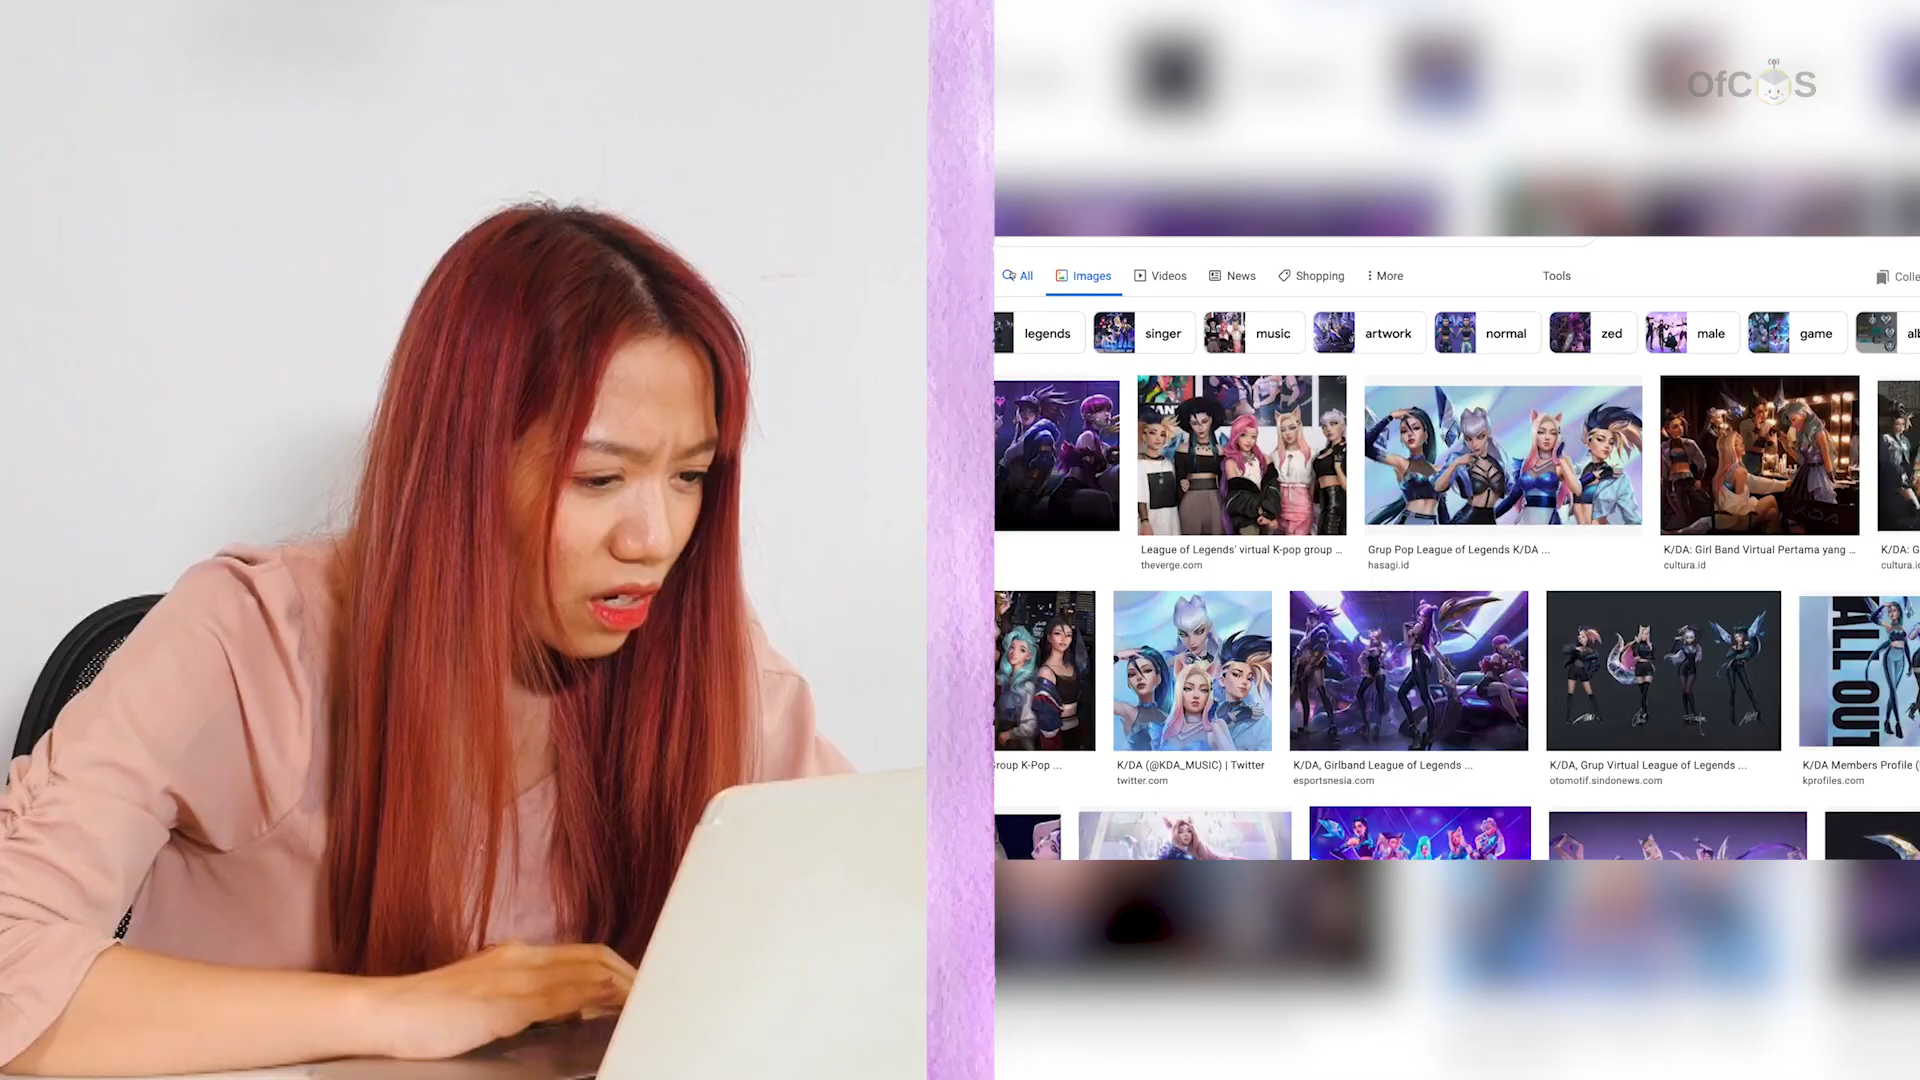 OfC S
All Images Videos News Shopping More Tools
legends singer music artwork normal zed male game
League of Legends' virtual K-pop group ...
theverge.com
Grup Pop League of Legends K/DA ...
hasagi.id
K/DA: Girl Band Virtual Pertama yang ...
cultura.id
K/DA: G
Group K-Pop ...
K/DA (@KDA_MUSIC) | Twitter
twitter.com
K/DA, Girlband League of Legends ...
esportsnesia.com
K/DA, Grup Virtual League of Legends ...
otomotif.sindonews.com
ALL OUT
K/DA Members Profile
kprofiles.com